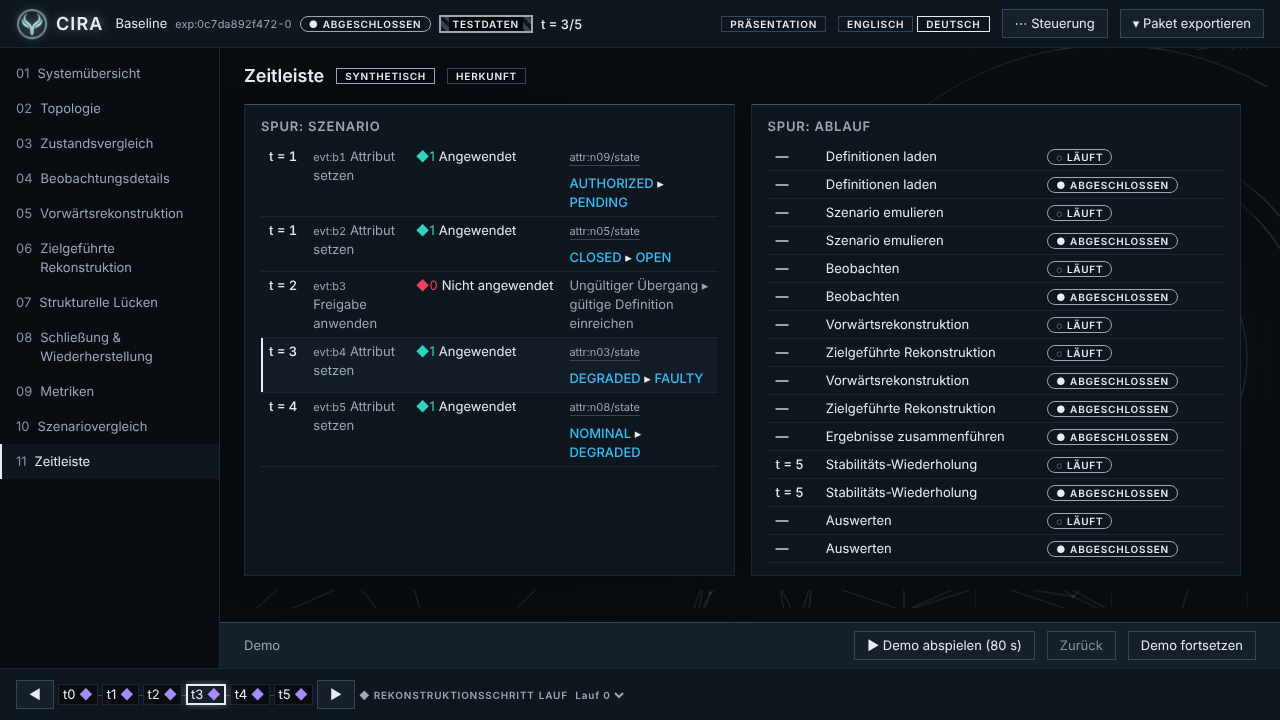 CIRA Baseline exp:0c7da892f472-0 ● ABGESCHLOSSEN TESTDATEN t = 3/5 PRÄSENTATION ENGLISCH DEUTSCH ⋯ Steuerung ▾ Paket exportieren
01 Systemübersicht
02 Topologie
03 Zustandsvergleich
04 Beobachtungsdetails
05 Vorwärtsrekonstruktion
06 Zielgeführte
Rekonstruktion
07 Strukturelle Lücken
08 Schließung &
Wiederherstellung
09 Metriken
10 Szenariovergleich
11 Zeitleiste
Zeitleiste SYNTHETISCH HERKUNFT
SPUR: SZENARIO
t = 1 evt:b1 Attribut ◆1 Angewendet attr:n09/state
setzen AUTHORIZED ▸
PENDING
t = 1 evt:b2 Attribut ◆1 Angewendet attr:n05/state
setzen CLOSED ▸ OPEN
t = 2 evt:b3 ◆0 Nicht angewendet Ungültiger Übergang ▸
Freigabe gültige Definition
anwenden einreichen
t = 3 evt:b4 Attribut ◆1 Angewendet attr:n03/state
setzen DEGRADED ▸ FAULTY
t = 4 evt:b5 Attribut ◆1 Angewendet attr:n08/state
setzen NOMINAL ▸
DEGRADED
SPUR: ABLAUF
— Definitionen laden ○ LÄUFT
— Definitionen laden ● ABGESCHLOSSEN
— Szenario emulieren ○ LÄUFT
— Szenario emulieren ● ABGESCHLOSSEN
— Beobachten ○ LÄUFT
— Beobachten ● ABGESCHLOSSEN
— Vorwärtsrekonstruktion ○ LÄUFT
— Zielgeführte Rekonstruktion ○ LÄUFT
— Vorwärtsrekonstruktion ● ABGESCHLOSSEN
— Zielgeführte Rekonstruktion ● ABGESCHLOSSEN
— Ergebnisse zusammenführen ● ABGESCHLOSSEN
t = 5 Stabilitäts-Wiederholung ○ LÄUFT
t = 5 Stabilitäts-Wiederholung ● ABGESCHLOSSEN
— Auswerten ○ LÄUFT
— Auswerten ● ABGESCHLOSSEN
Demo ▶ Demo abspielen (80 s) Zurück Demo fortsetzen
◀ t0 ◆ t1 ◆ t2 ◆ t3 ◆ t4 ◆ t5 ◆ ▶ ◆ REKONSTRUKTIONSSCHRITT LAUF Lauf 0